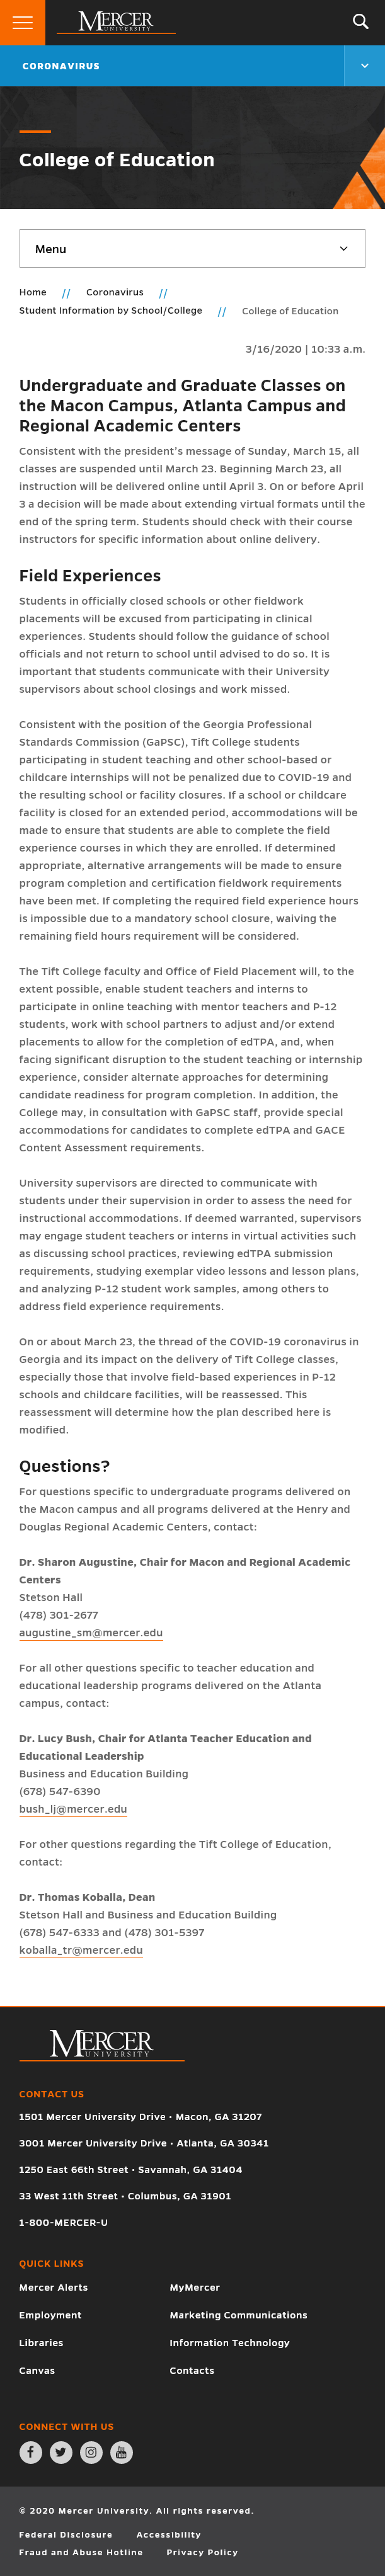 MERCER
UNIVERSITY
CORONAVIRUS
College of Education
Menu
Home // Coronavirus //
Student Information by School/College // College of Education
3/16/2020 | 10:33 a.m.
Undergraduate and Graduate Classes on
the Macon Campus, Atlanta Campus and
Regional Academic Centers
Consistent with the president's message of Sunday, March 15, all
classes are suspended until March 23. Beginning March 23, all
instruction will be delivered online until April 3. On or before April
3 a decision will be made about extending virtual formats until the
end of the spring term. Students should check with their course
instructors for specific information about online delivery.
Field Experiences
Students in officially closed schools or other fieldwork
placements will be excused from participating in clinical
experiences. Students should follow the guidance of school
officials and not return to school until advised to do so. It is
important that students communicate with their University
supervisors about school closings and work missed.
Consistent with the position of the Georgia Professional
Standards Commission (GaPSC), Tift College students
participating in student teaching and other school-based or
childcare internships will not be penalized due to COVID-19 and
the resulting school or facility closures. If a school or childcare
facility is closed for an extended period, accommodations will be
made to ensure that students are able to complete the field
experience courses in which they are enrolled. If determined
appropriate, alternative arrangements will be made to ensure
program completion and certification fieldwork requirements
have been met. If completing the required field experience hours
is impossible due to a mandatory school closure, waiving the
remaining field hours requirement will be considered.
The Tift College faculty and Office of Field Placement will, to the
extent possible, enable student teachers and interns to
participate in online teaching with mentor teachers and P-12
students, work with school partners to adjust and/or extend
placements to allow for the completion of edTPA, and, when
facing significant disruption to the student teaching or internship
experience, consider alternate approaches for determining
candidate readiness for program completion. In addition, the
College may, in consultation with GaPSC staff, provide special
accommodations for candidates to complete edTPA and GACE
Content Assessment requirements.
University supervisors are directed to communicate with
students under their supervision in order to assess the need for
instructional accommodations. If deemed warranted, supervisors
may engage student teachers or interns in virtual activities such
as discussing school practices, reviewing edTPA submission
requirements, studying exemplar video lessons and lesson plans,
and analyzing P-12 student work samples, among others to
address field experience requirements.
On or about March 23, the thread of the COVID-19 coronavirus in
Georgia and its impact on the delivery of Tift College classes,
especially those that involve field-based experiences in P-12
schools and childcare facilities, will be reassessed. This
reassessment will determine how the plan described here is
modified.
Questions?
For questions specific to undergraduate programs delivered on
the Macon campus and all programs delivered at the Henry and
Douglas Regional Academic Centers, contact:
Dr. Sharon Augustine, Chair for Macon and Regional Academic
Centers
Stetson Hall
(478) 301-2677
augustine_sm@mercer.edu
For all other questions specific to teacher education and
educational leadership programs delivered on the Atlanta
campus, contact:
Dr. Lucy Bush, Chair for Atlanta Teacher Education and
Educational Leadership
Business and Education Building
(678) 547-6390
bush_lj@mercer.edu
For other questions regarding the Tift College of Education,
contact:
Dr. Thomas Koballa, Dean
Stetson Hall and Business and Education Building
(678) 547-6333 and (478) 301-5397
koballa_tr@mercer.edu
MERCER
UNIVERSITY
CONTACT US
1501 Mercer University Drive • Macon, GA 31207
3001 Mercer University Drive • Atlanta, GA 30341
1250 East 66th Street • Savannah, GA 31404
33 West 11th Street • Columbus, GA 31901
1-800-MERCER-U
QUICK LINKS
Mercer Alerts MyMercer
Employment Marketing Communications
Libraries Information Technology
Canvas Contacts
CONNECT WITH US
You Tube
© 2020 Mercer University. All rights reserved.
Federal Disclosure Accessibility
Fraud and Abuse Hotline Privacy Policy